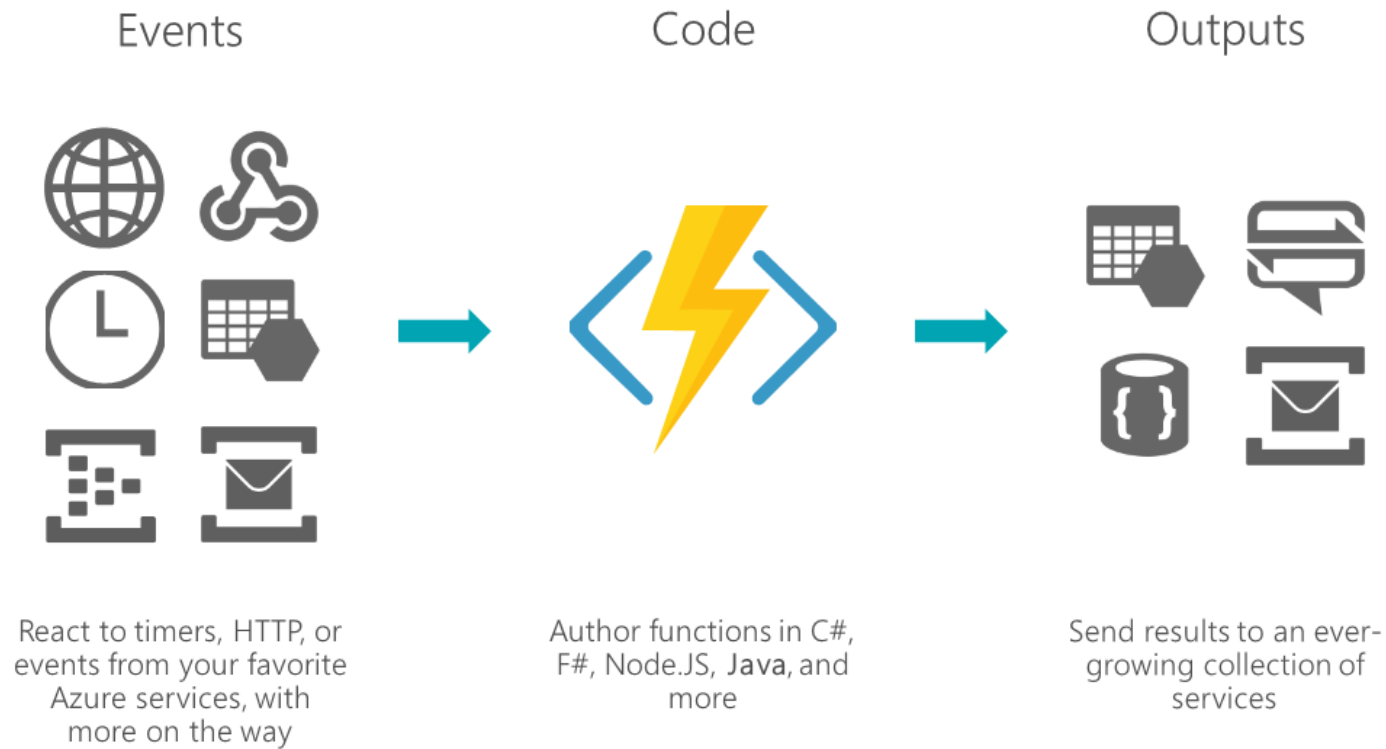 Events
Code
Outputs
React to timers, HTTP, or
events from your favorite
Azure services, with
more on the way
Author functions in C#,
F#, Node.JS, Java, and
more
Send results to an ever-
growing collection of
services